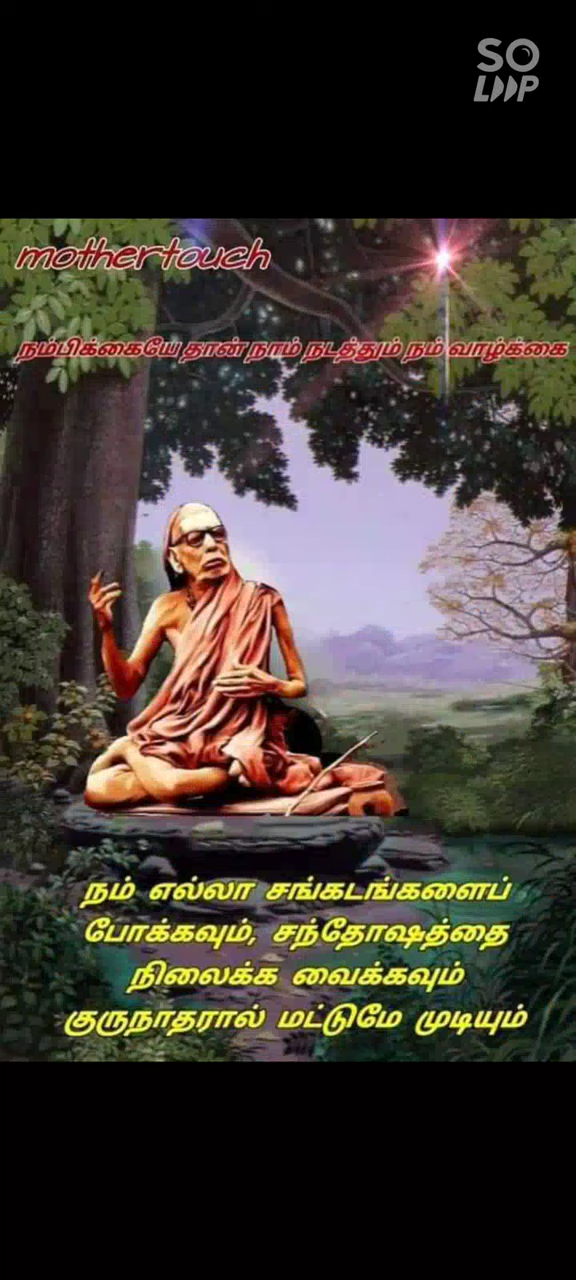 SO
LOOP
mothertouch
நம்பிக்கையே தான் நாம் நடத்தும் நம் வாழ்க்கை
நம் எல்லா சங்கடங்களைப்
போக்கவும், சந்தோஷத்தை
நிலைக்க வைக்கவும்
குருநாதரால் மட்டுமே முடியும்